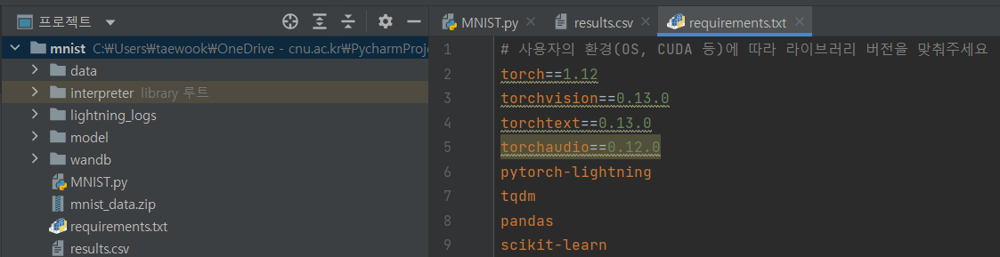 프로젝트
mnist C:₩Users₩taewook₩OneDrive - cnu.ac.kr₩PycharmProj
data
interpreter library 루트
lightning_logs
model
wandb
MNIST.py
mnist_data.zip
requirements.txt
results.csv
MNIST.py
results.csv
requirements.txt
1 # 사용자의 환경(OS, CUDA 등)에 따라 라이브러리 버전을 맞춰주세요
2 torch==1.12
3 torchvision==0.13.0
4 torchtext==0.13.0
5 torchaudio==0.12.0
6 pytorch-lightning
7 tqdm
8 pandas
9 scikit-learn